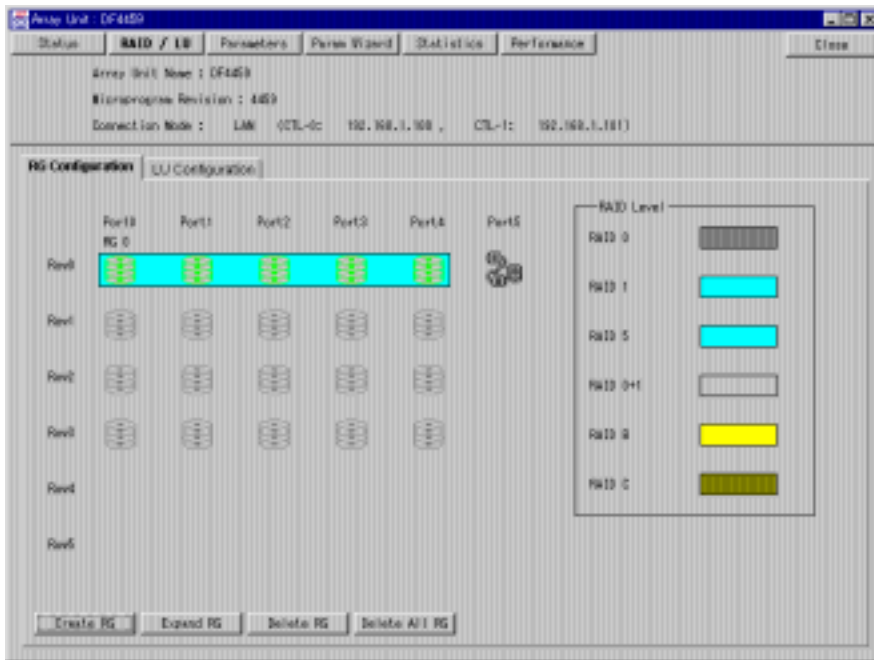 Array Unit : DF4459
Status RAID / LU Parameters Param Wizard Statistics Performance Close
Array Unit Name : DF4459
Microprogram Revision : 4459
Connection Mode : LAN (CTL-0: 192.168.1.100 , CTL-1: 192.168.1.101)
RG Configuration LU Configuration
RAID Level
Port0 Port1 Port2 Port3 Port4 Port5
RG 0
RAID 0
Row0
RAID 1
Row1
RAID 5
Row2
RAID 0+1
Row3
RAID
Row4
RAID
Row5
Create RG Expand RG Delete RG Delete All RG